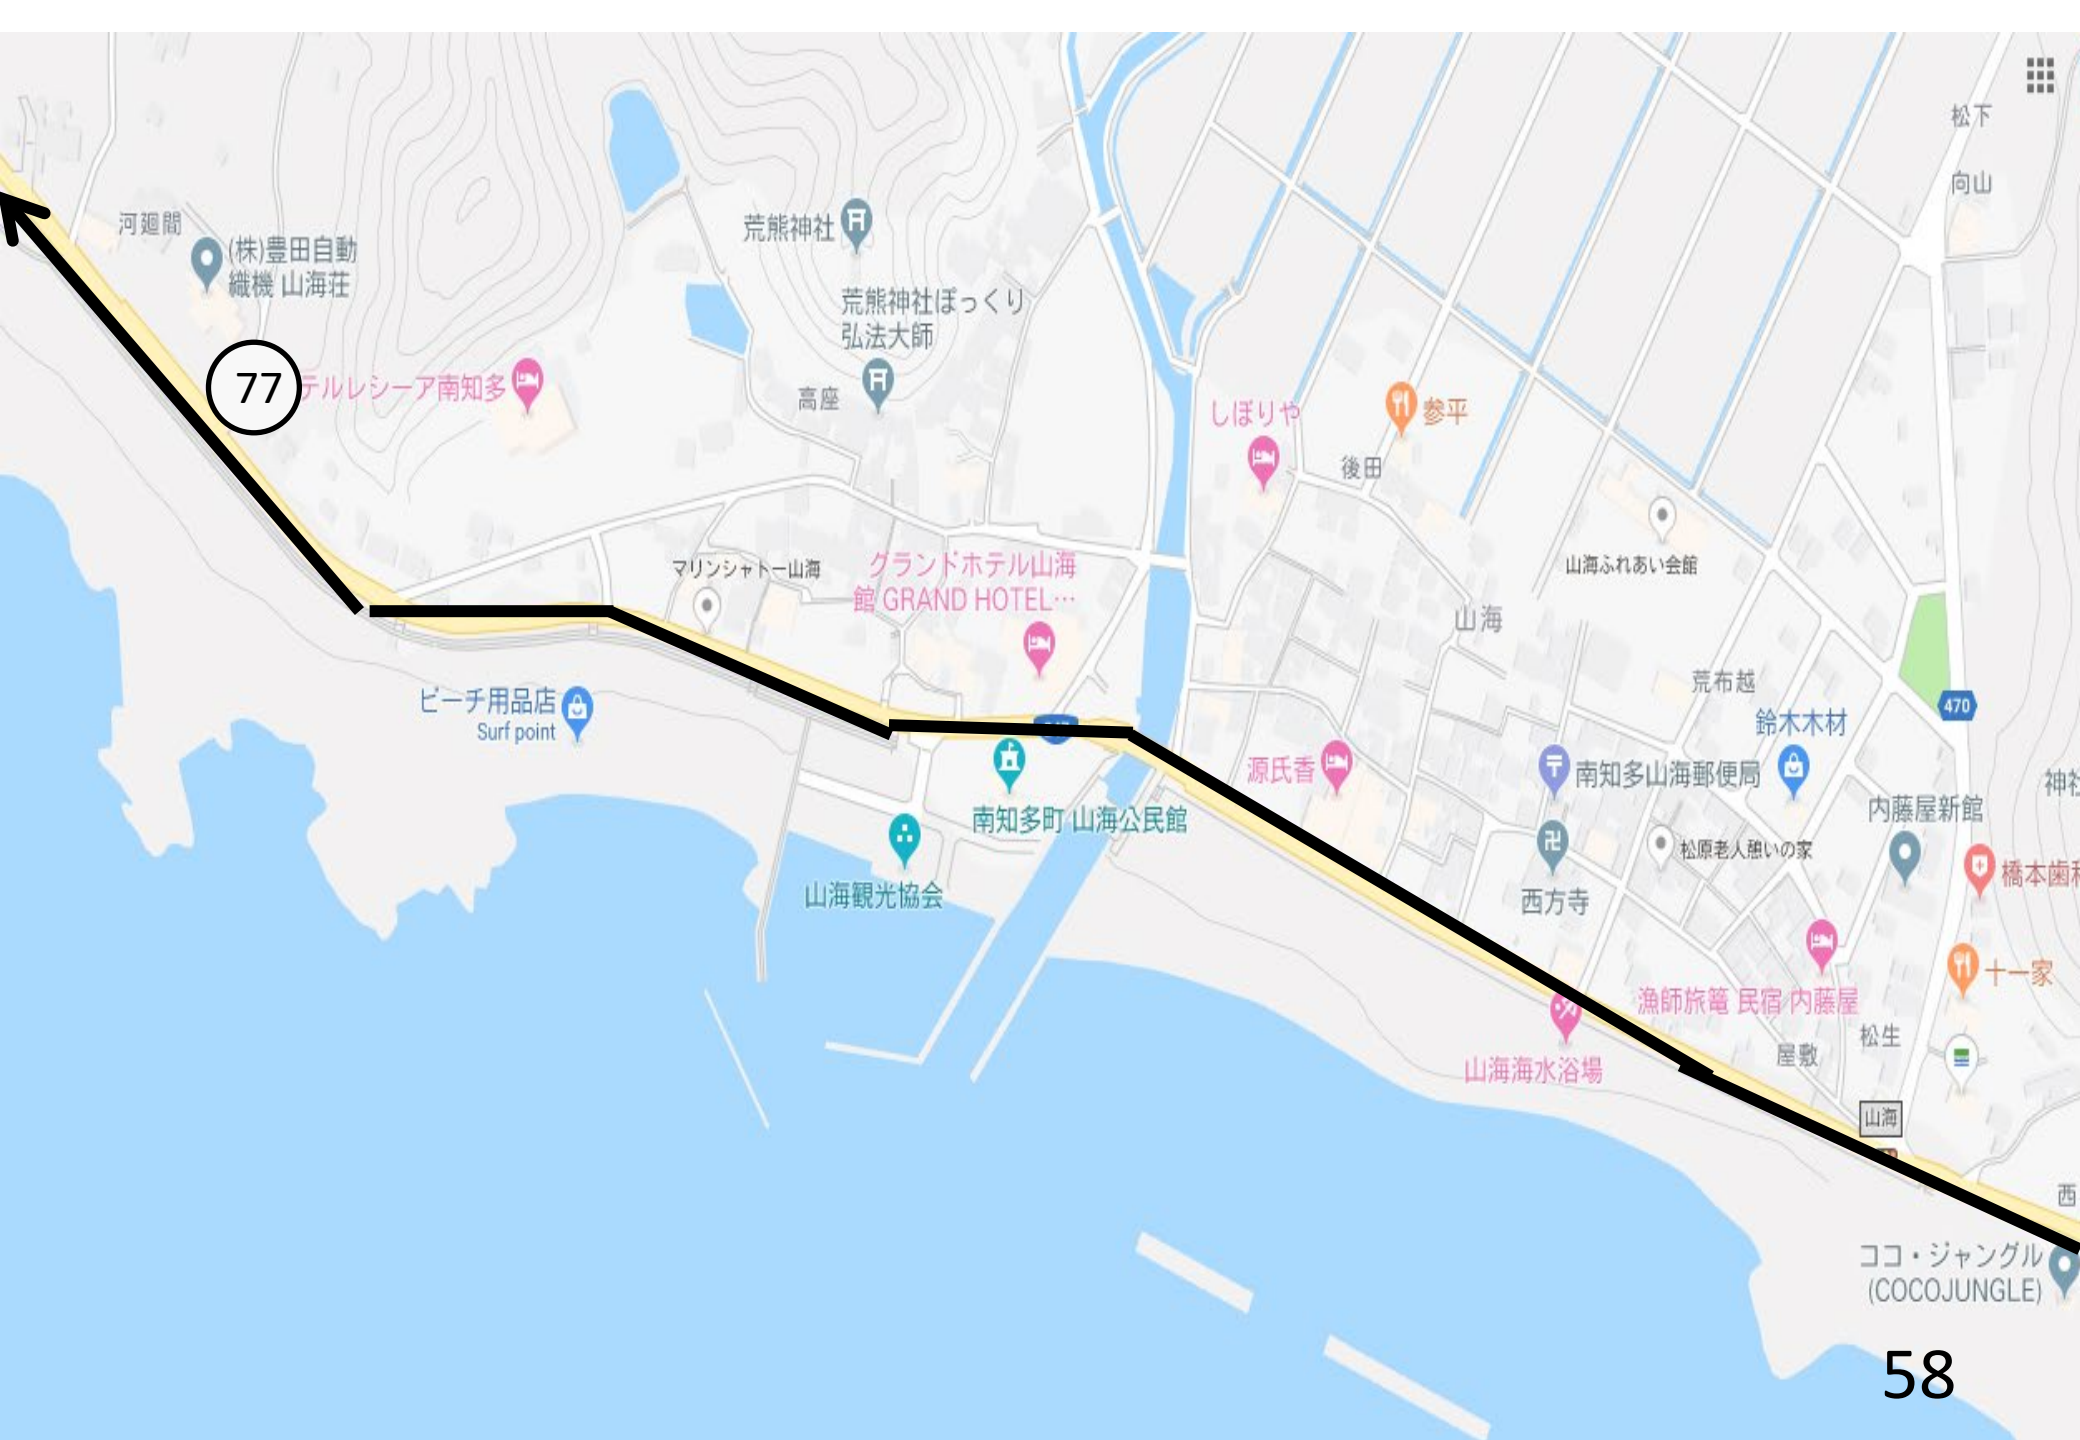 松下
向山
河廻間
(株)豊田自動
織機 山海荘
荒熊神社
荒熊神社ぽっくり
弘法大師
77
テルレシーア南知多
高座
しぼりや
参平
後田
マリンシャトー山海
グランドホテル山海
館 GRAND HOTEL…
山海ふれあい会館
山海
荒布越
ビーチ用品店
Surf point
470
鈴木木材
源氏香
南知多山海郵便局
神社
南知多町 山海公民館
内藤屋新館
松原老人憩いの家
橋本歯科
山海観光協会
西方寺
十一家
漁師旅篭 民宿 内藤屋
松生
屋敷
山海海水浴場
山海
西
ココ・ジャングル
(COCOJUNGLE)
58